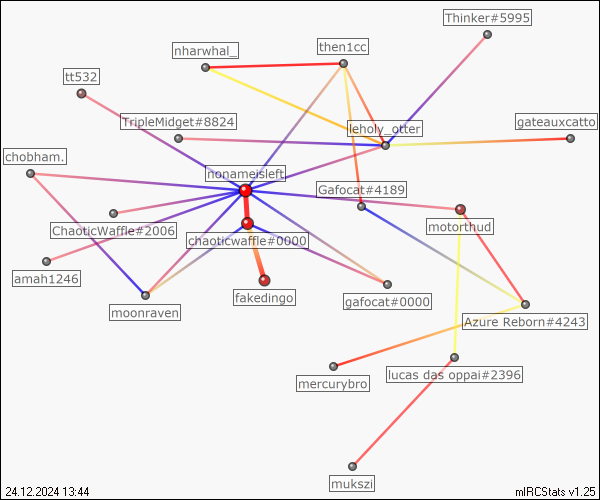 Thinker#5995
nharwhal_
then1cc
tt532
TripleMidget#8824
leholy_otter
gateauxcatto
chobham.
nonameisleft
Gafocat#4189
motorthud
ChaoticWaffle#2006
chaoticwaffle#0000
amah1246
fakedingo
gafocat#0000
moonraven
Azure Reborn#4243
mercurybro
lucas das oppai#2396
mukszi
24.12.2024 13:44
mIRCStats v1.25